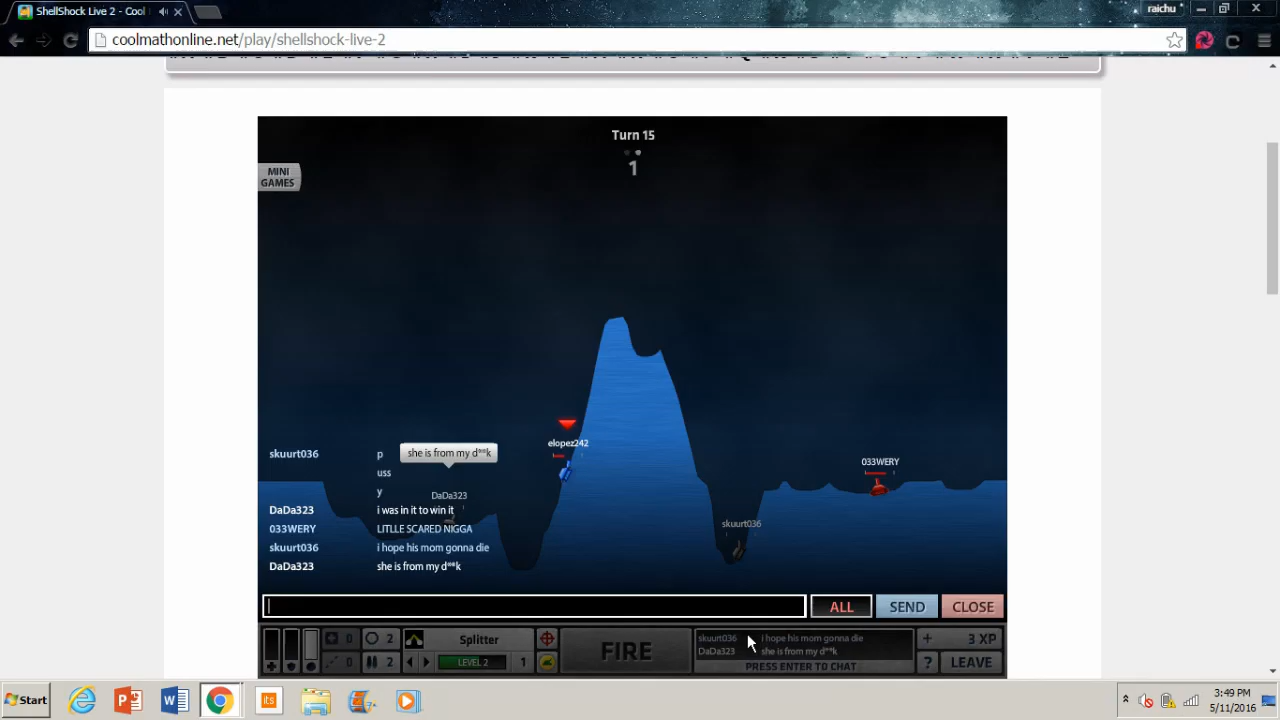 ShellShock Live 2 - Cool
raichu
coolmathonline.net/play/shellshock-live-2
Turn 15
1
MINI
GAMES
elopez242
033WERY
skuurt036
she is from my d**k
DaDa323
skuurt036 p
uss
y
DaDa323 i was in it to win it
033WERY LITLLE SCARED NIGGA
skuurt036 i hope his mom gonna die
DaDa323 she is from my d**k
ALL
SEND
CLOSE
0
2
Splitter
FIRE
skuurt036 i hope his mom gonna die
DaDa323 she is from my d**k
PRESS ENTER TO CHAT
+ 3 XP
0
2
LEVEL 2
1
? LEAVE
Start
its
3:49 PM
5/11/2016